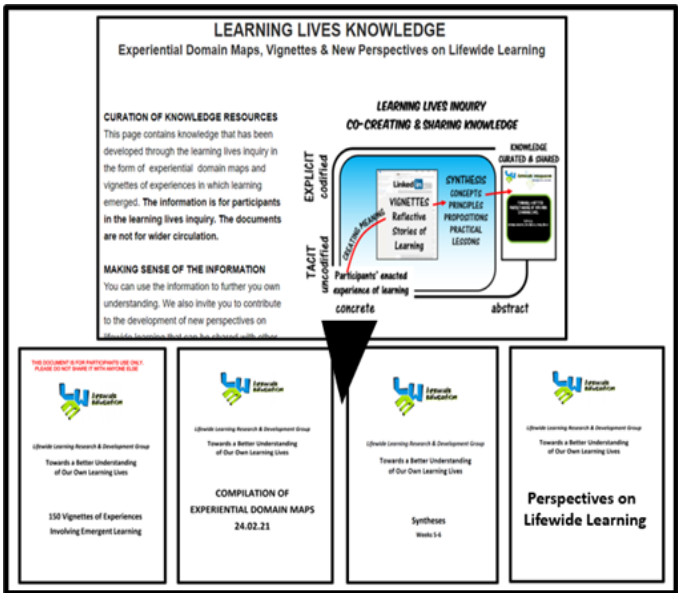 LEARNING LIVES KNOWLEDGE
Experiential Domain Maps, Vignettes & New Perspectives on Lifewide Learning
CURATION OF KNOWLEDGE RESOURCES
This page contains knowledge that has been
developed through the learning lives inquiry in
the form of experiential domain maps and
vignettes of experiences in which learning
emerged. The information is for participants
in the learning lives inquiry. The documents
are not for wider circulation.
MAKING SENSE OF THE INFORMATION
You can use the information to further you own
understanding. We also invite you to contribute
to the development of new perspectives on
lifewide learning that can be shared with other
LEARNING LIVES INQUIRY
CO-CREATING & SHARING KNOWLEDGE
KNOWLEDGE
CURATED & SHARED
EXPLICIT
codified
TACIT
uncodified
CREATING MEANING
LinkedIn
VIGNETTES
Reflective
Stories of
Learning
SYNTHESIS
CONCEPTS
PRINCIPLES
PROPOSITIONS
PRACTICAL
LESSONS
Participants' enacted
experience of learning
concrete
abstract
THIS DOCUMENT IS FOR PARTICIPANTS USE ONLY,
PLEASE DO NOT SHARE IT WITH ANYONE ELSE
Lifewide
Education
Lifewide Learning Research & Development Group
Towards a Better Understanding
of Our Own Learning Lives
150 Vignettes of Experiences
Involving Emergent Learning
Lifewide
Education
Lifewide Learning Research & Development Group
Towards a Better Understanding
of Our Own Learning Lives
COMPILATION OF
EXPERIENTIAL DOMAIN MAPS
24.02.21
Lifewide
Education
Lifewide Learning Research & Development Group
Towards a Better Understanding
of Our Own Learning Lives
Syntheses
Weeks 5-6
Lifewide
Education
Lifewide Learning Research & Development Group
Towards a Better Understanding
of Our Own Learning Lives
Perspectives on
Lifewide Learning